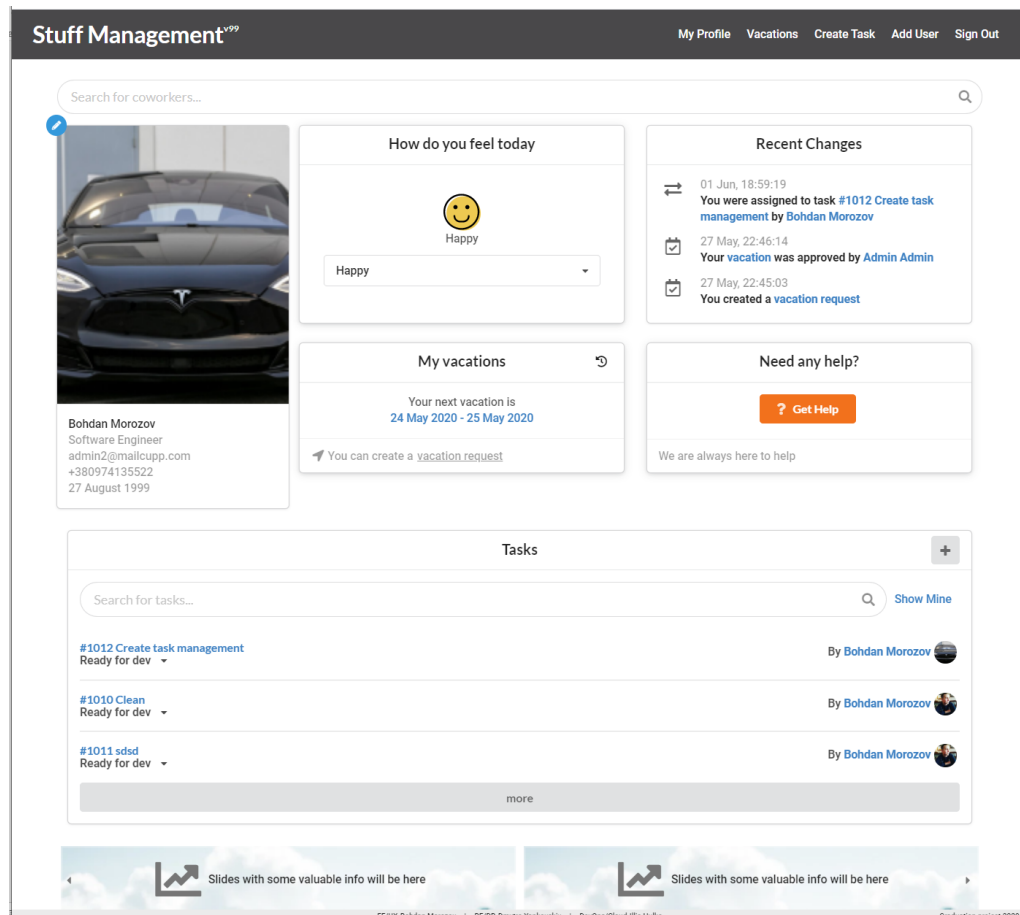 Stuff Management v99
My Profile Vacations Create Task Add User Sign Out
Search for coworkers...
Bohdan Morozov
Software Engineer
admin2@mailcupp.com
+380974135522
27 August 1999
How do you feel today
Happy
Happy
Recent Changes
01 Jun, 18:59:19
You were assigned to task #1012 Create task
management by Bohdan Morozov
27 May, 22:46:14
Your vacation was approved by Admin Admin
27 May, 22:45:03
You created a vacation request
My vacations
Your next vacation is
24 May 2020 - 25 May 2020
You can create a vacation request
Need any help?
? Get Help
We are always here to help
Tasks
Search for tasks...
Show Mine
#1012 Create task management
Ready for dev
By Bohdan Morozov
#1010 Clean
Ready for dev
By Bohdan Morozov
#1011 sdsd
Ready for dev
By Bohdan Morozov
more
Slides with some valuable info will be here
Slides with some valuable info will be here